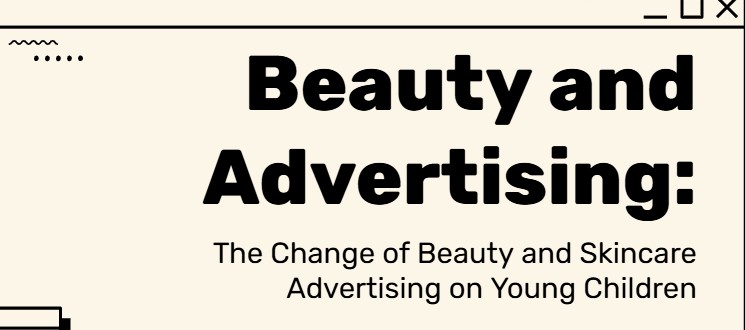 Beauty and
Advertising:
The Change of Beauty and Skincare
Advertising on Young Children